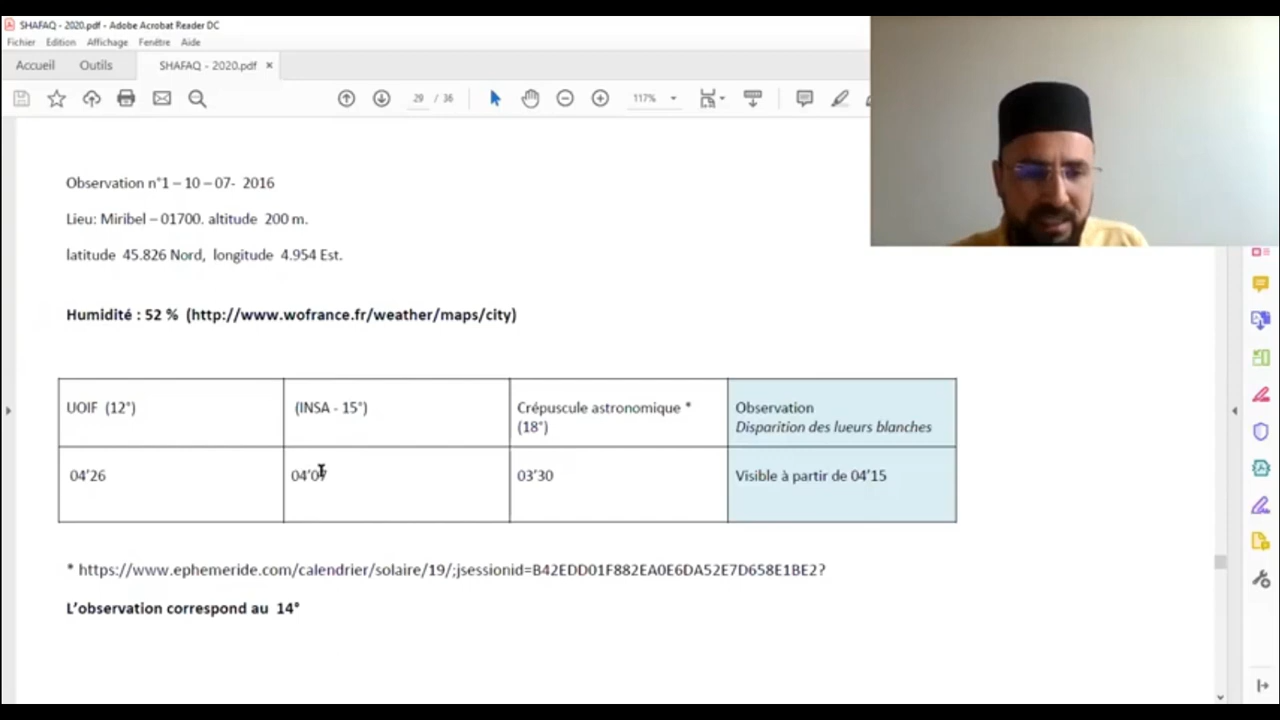 SHAFAQ - 2020.pdf - Adobe Acrobat Reader DC
Fichier Edition Affichage Fenêtre Aide
Accueil Outils SHAFAQ - 2020.pdf ×
29 / 36 117%
Observation n°1 – 10 – 07- 2016
Lieu: Miribel – 01700. altitude 200 m.
latitude 45.826 Nord, longitude 4.954 Est.
Humidité : 52 % (http://www.wofrance.fr/weather/maps/city)
UOIF (12°)
(INSA - 15°)
Crépuscule astronomique *
(18°)
Observation
Disparition des lueurs blanches
04’26
03’30
Visible à partir de 04’15
* https://www.ephemeride.com/calendrier/solaire/19/;jsessionid=B42EDD01F882EA0E6DA52E7D658E1BE2?
L’observation correspond au 14°